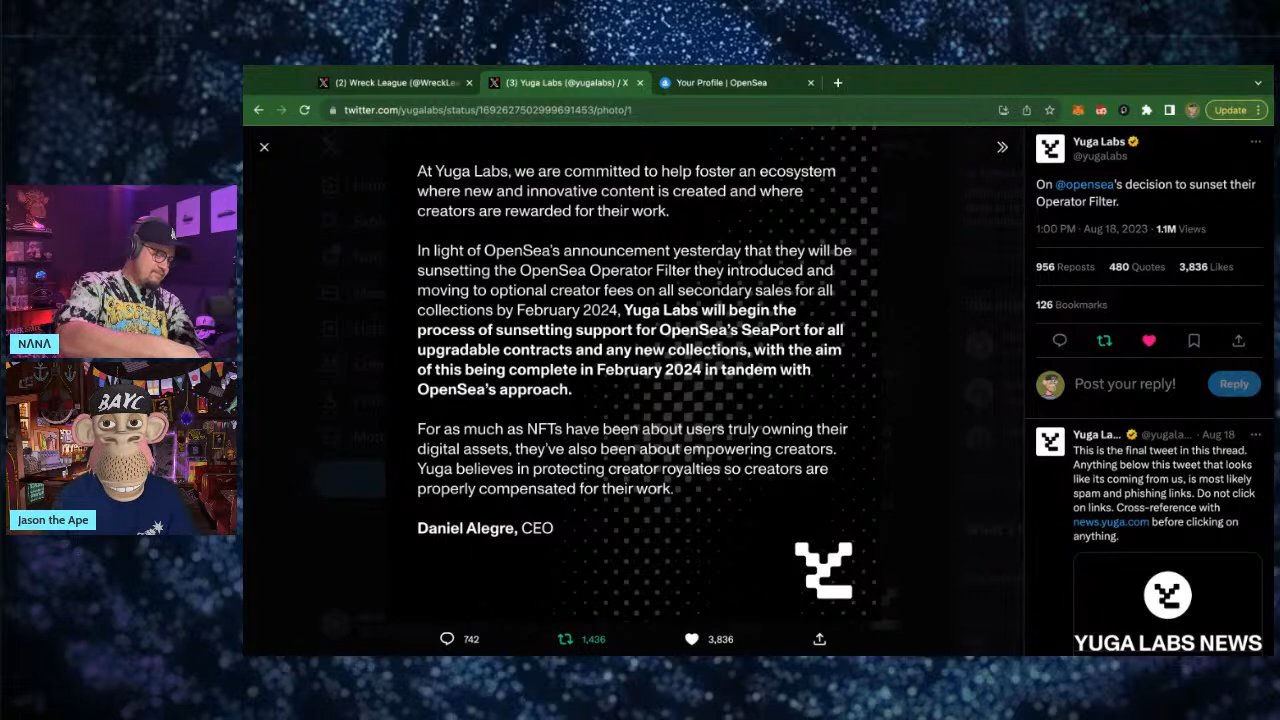 (2) Wreck League (@WreckLea
(3) Yuga Labs (@yugalabs) / X
Your Profile | OpenSea
twitter.com/yugalabs/status/1692627502999691453/photo/1
Update
At Yuga Labs, we are committed to help foster an ecosystem
where new and innovative content is created and where
creators are rewarded for their work.
In light of OpenSea's announcement yesterday that they will be
sunsetting the OpenSea Operator Filter they introduced and
moving to optional creator fees on all secondary sales for all
collections by February 2024, Yuga Labs will begin the
process of sunsetting support for OpenSea's SeaPort for all
upgradable contracts and any new collections, with the aim
of this being complete in February 2024 in tandem with
OpenSea's approach.
For as much as NFTs have been about users truly owning their
digital assets, they've also been about empowering creators.
Yuga believes in protecting creator royalties so creators are
properly compensated for their work.
Daniel Alegre, CEO
742
1,436
3,836
Yuga Labs
@yugalabs
On @opensea's decision to sunset their
Operator Filter.
1:00 PM · Aug 18, 2023 · 1.1M Views
956 Reposts 480 Quotes 3,836 Likes
126 Bookmarks
Post your reply!
Reply
Yuga La... @yugala... · Aug 18
This is the final tweet in this thread.
Anything below this tweet that looks
like its coming from us, is most likely
spam and phishing links. Do not click
on links. Cross-reference with
news.yuga.com before clicking on
anything.
YUGA LABS NEWS
NΛNΛ
BAYC
Jason the Ape